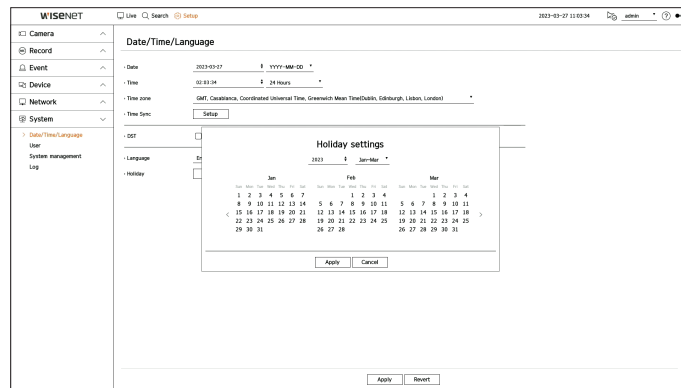 WISENET
Live Search Setup
2023-03-27 11:03:34 admin
Camera
Record
Event
Device
Network
System
Date/Time/Language
User
System management
Log
Date/Time/Language
Date 2023-03-27 YYYY-MM-DD
Time 02:03:34 24 Hours
Time zone GMT, Casablanca, Coordinated Universal Time, Greenwich Mean Time(Dublin, Edinburgh, Lisbon, London)
Time Sync Setup
DST
Language En
Holiday
Holiday settings
2023 Jan~Mar
Jan Feb Mar
Sun Mon Tue Wed Thu Fri Sat Sun Mon Tue Wed Thu Fri Sat Sun Mon Tue Wed Thu Fri Sat
1 2 3 4 5 6 7 1 2 3 4 1 2 3 4
8 9 10 11 12 13 14 5 6 7 8 9 10 11 5 6 7 8 9 10 11
15 16 17 18 19 20 21 12 13 14 15 16 17 18 12 13 14 15 16 17 18
22 23 24 25 26 27 28 19 20 21 22 23 24 25 19 20 21 22 23 24 25
29 30 31 26 27 28 26 27 28 29 30 31
Apply Cancel
Apply Revert